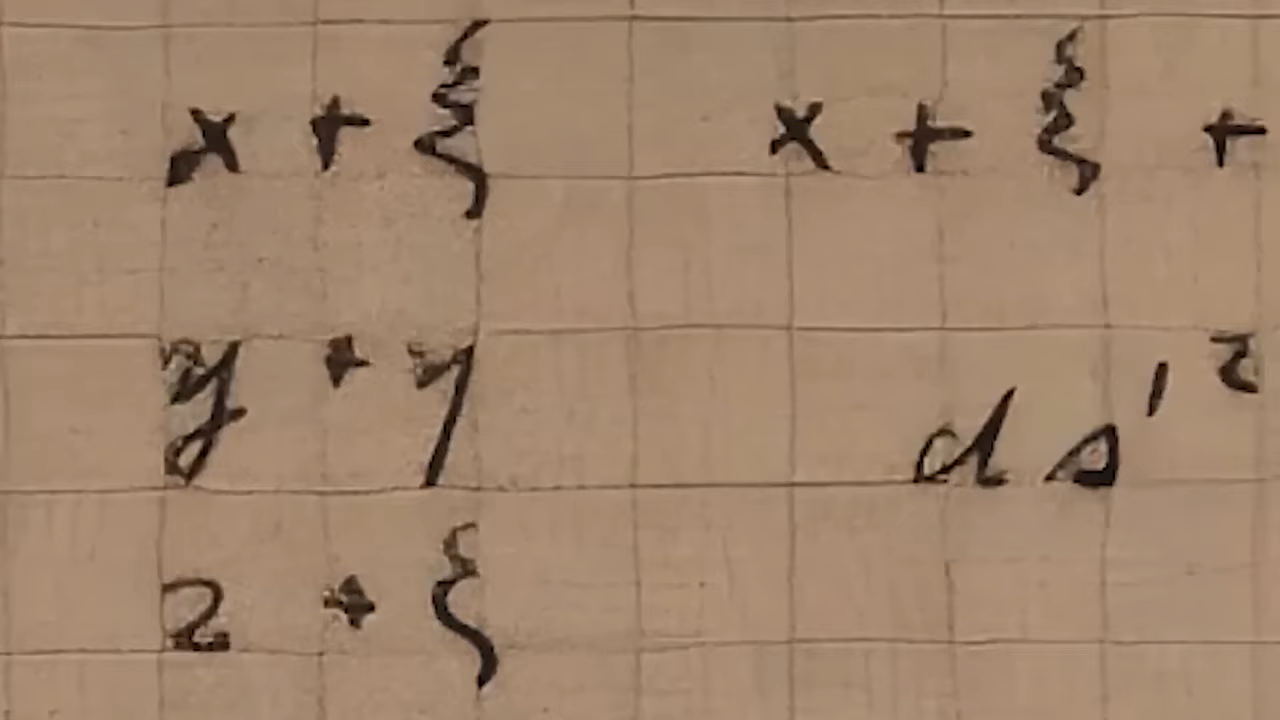 x + ξ x + ξ +
y + η ds'²
z + ζ